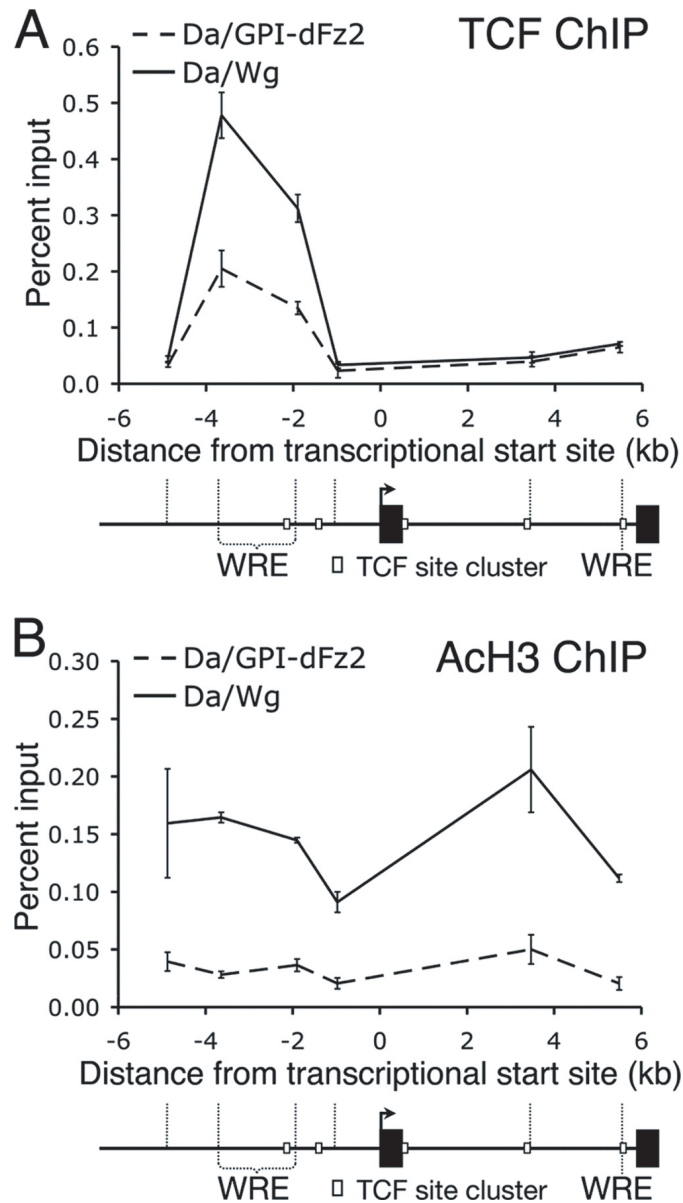 A
TCF ChIP
Da/GPI-dFz2
Da/Wg
Percent input
0.6
0.5
0.4
0.3
0.2
0.1
0.0
-6 -4 -2 0 2 4 6
Distance from transcriptional start site (kb)
WRE
TCF site cluster
WRE
B
AcH3 ChIP
Da/GPI-dFz2
Da/Wg
Percent input
0.30
0.25
0.20
0.15
0.10
0.05
0.00
-6 -4 -2 0 2 4 6
Distance from transcriptional start site (kb)
WRE
TCF site cluster
WRE